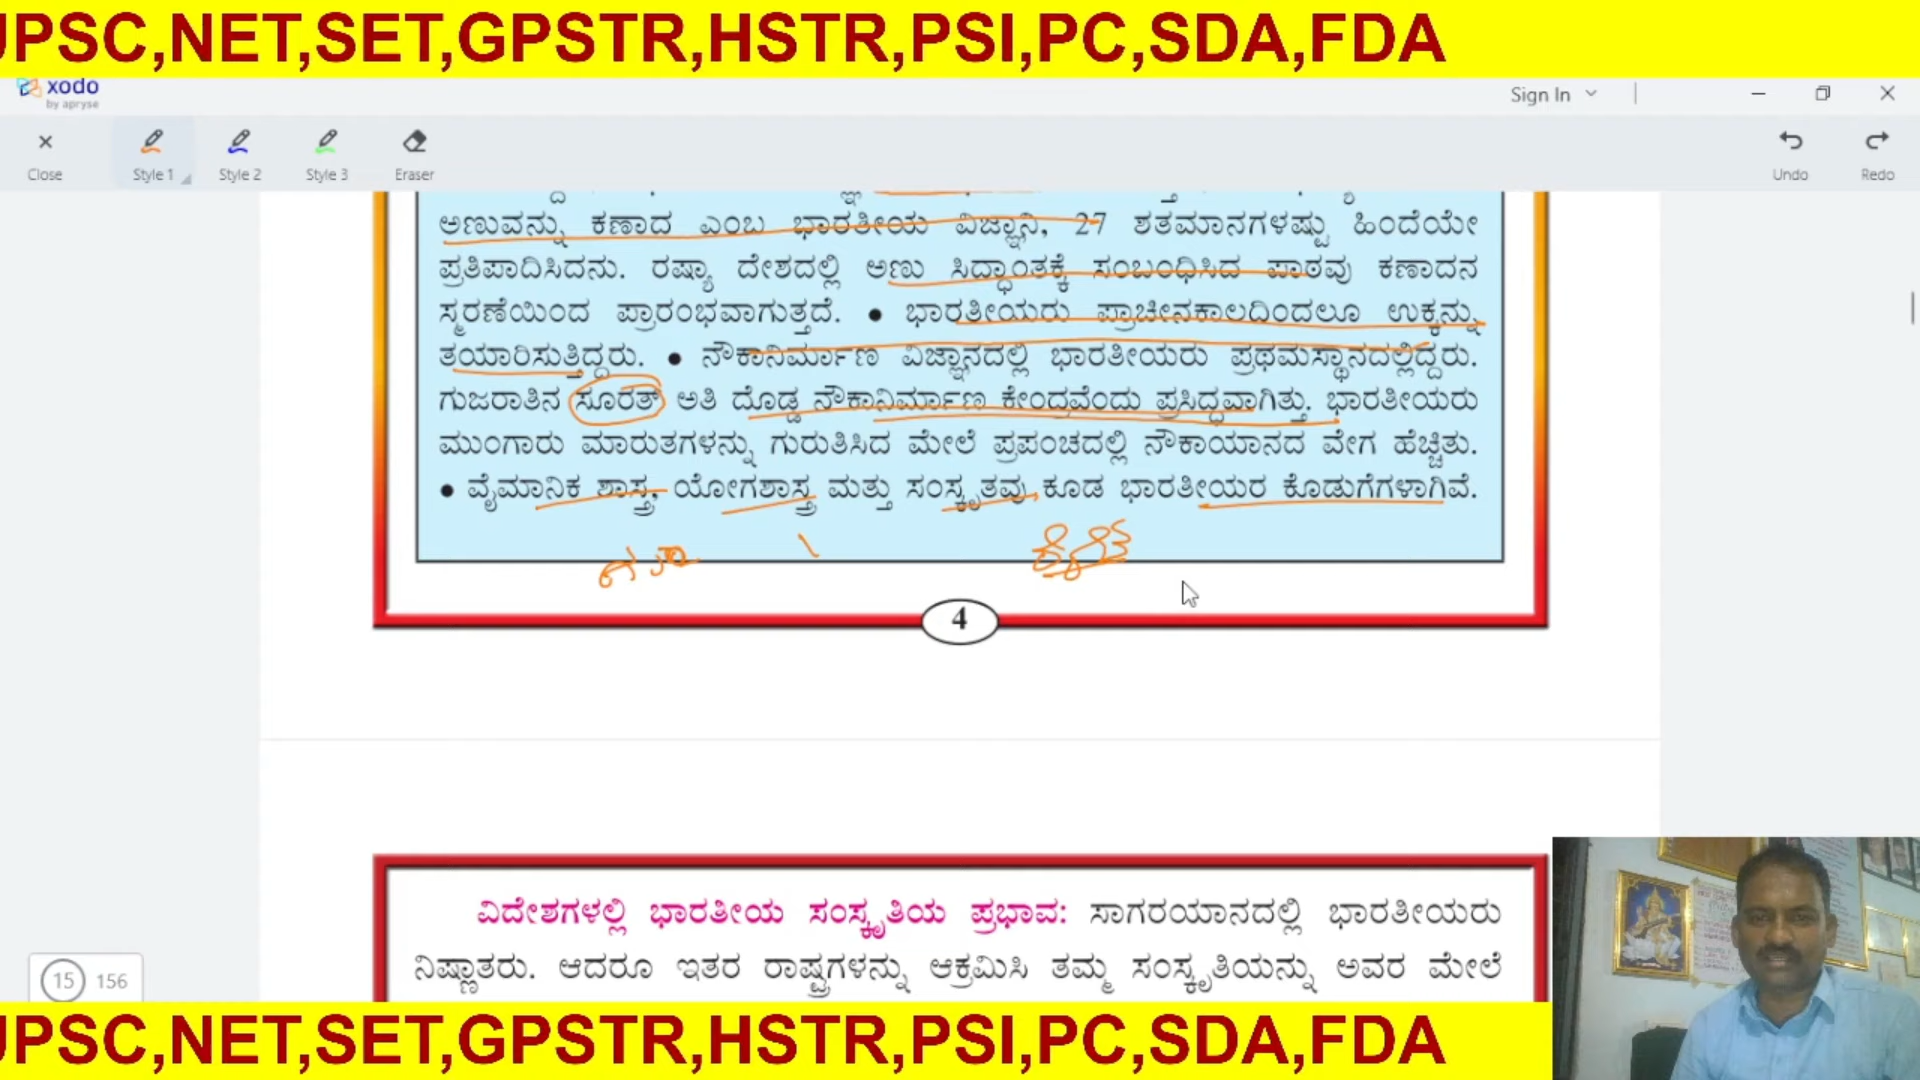 JPSC,NET,SET,GPSTR,HSTR,PSI,PC,SDA,FDA
xodo
by apryse
Sign In
Close
Style 1
Style 2
Style 3
Eraser
Undo
Redo
ಅಣುವನ್ನು ಕಣಾದ ಎಂಬ ಭಾರತೀಯ ವಿಜ್ಞಾನಿ, 27 ಶತಮಾನಗಳಷ್ಟು ಹಿಂದೆಯೇ
ಪ್ರತಿಪಾದಿಸಿದನು. ರಷ್ಯಾ ದೇಶದಲ್ಲಿ ಅಣು ಸಿದ್ಧಾಂತಕ್ಕೆ ಸಂಬಂಧಿಸಿದ ಪಾಠವು ಕಣಾದನ
ಸ್ಮರಣೆಯಿಂದ ಪ್ರಾರಂಭವಾಗುತ್ತದೆ. ● ಭಾರತೀಯರು ಪ್ರಾಚೀನಕಾಲದಿಂದಲೂ ಉಕ್ಕನ್ನು
ತಯಾರಿಸುತ್ತಿದ್ದರು. ● ನೌಕಾನಿರ್ಮಾಣ ವಿಜ್ಞಾನದಲ್ಲಿ ಭಾರತೀಯರು ಪ್ರಥಮಸ್ಥಾನದಲ್ಲಿದ್ದರು.
ಗುಜರಾತಿನ ಸೂರತ್ ಅತಿ ದೊಡ್ಡ ನೌಕಾನಿರ್ಮಾಣ ಕೇಂದ್ರವೆಂದು ಪ್ರಸಿದ್ಧವಾಗಿತ್ತು. ಭಾರತೀಯರು
ಮುಂಗಾರು ಮಾರುತಗಳನ್ನು ಗುರುತಿಸಿದ ಮೇಲೆ ಪ್ರಪಂಚದಲ್ಲಿ ನೌಕಾಯಾನದ ವೇಗ ಹೆಚ್ಚಿತು.
● ವೈಮಾನಿಕ ಶಾಸ್ತ್ರ, ಯೋಗಶಾಸ್ತ್ರ ಮತ್ತು ಸಂಸ್ಕೃತವು ಕೂಡ ಭಾರತೀಯರ ಕೊಡುಗೆಗಳಾಗಿವೆ.
4
ವಿದೇಶಗಳಲ್ಲಿ ಭಾರತೀಯ ಸಂಸ್ಕೃತಿಯ ಪ್ರಭಾವ: ಸಾಗರಯಾನದಲ್ಲಿ ಭಾರತೀಯರು
ನಿಷ್ಣಾತರು. ಆದರೂ ಇತರ ರಾಷ್ಟ್ರಗಳನ್ನು ಆಕ್ರಮಿಸಿ ತಮ್ಮ ಸಂಸ್ಕೃತಿಯನ್ನು ಅವರ ಮೇಲೆ
15 156
JPSC,NET,SET,GPSTR,HSTR,PSI,PC,SDA,FDA